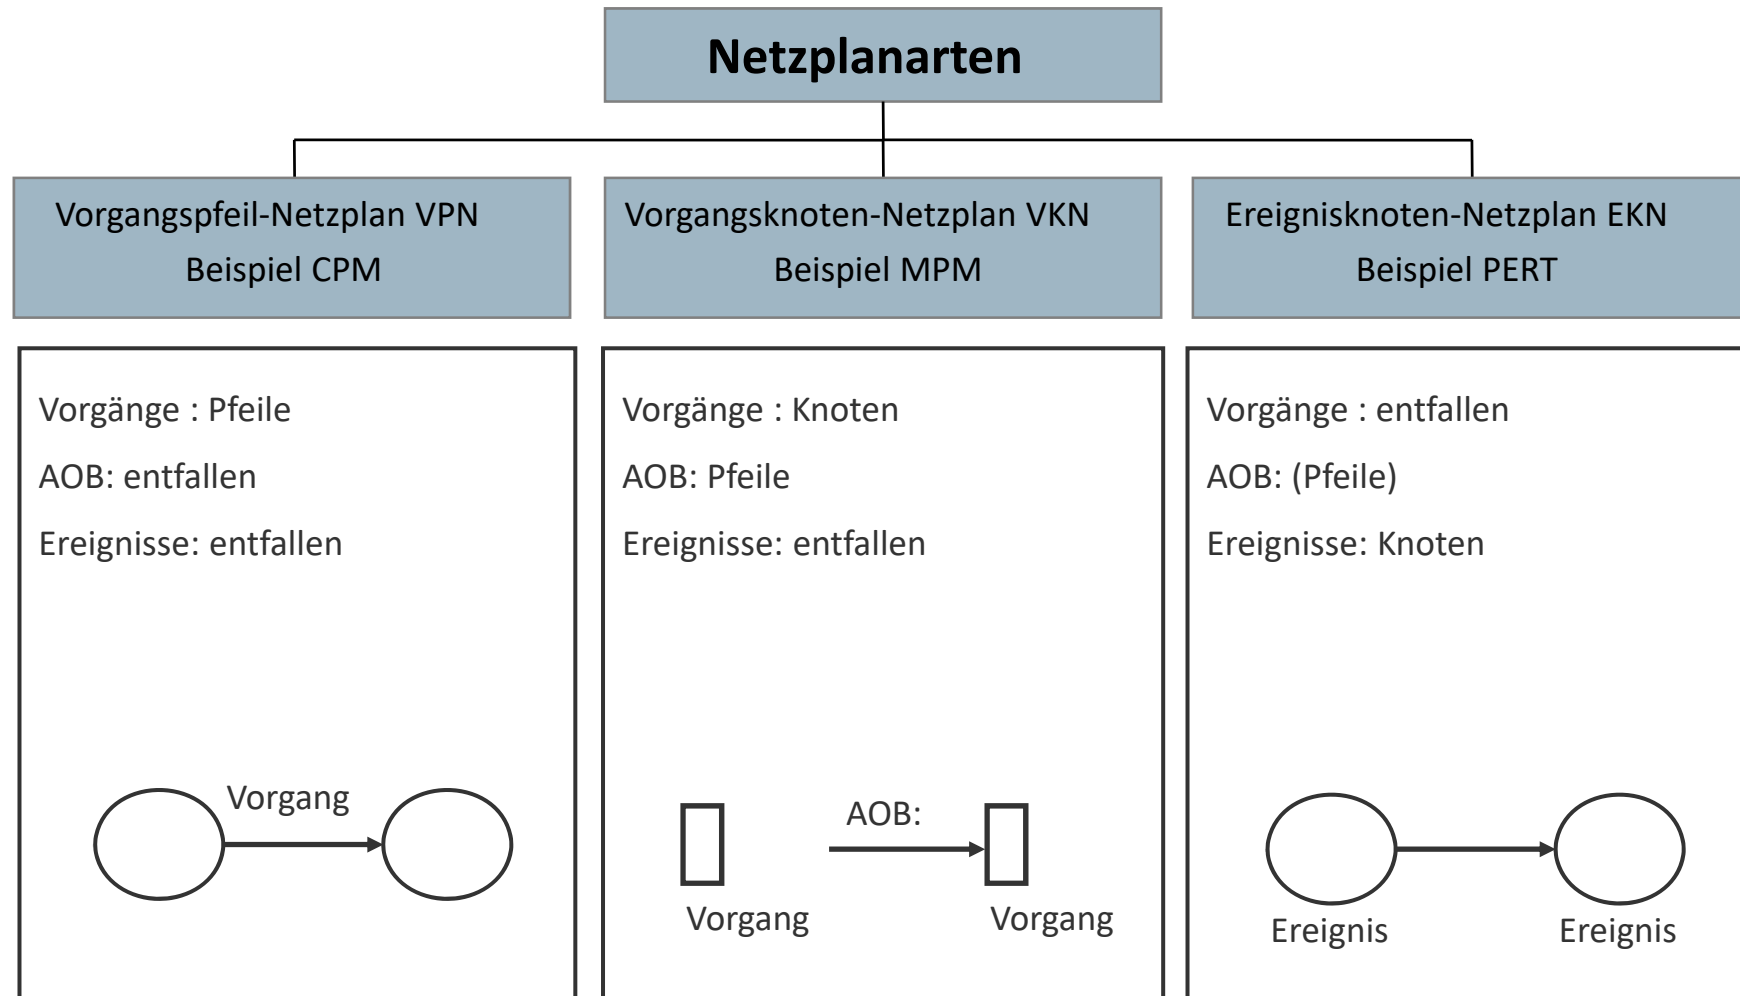 Netzplanarten
Vorgangspfeil-Netzplan VPN
Beispiel CPM
Vorgangsknoten-Netzplan VKN
Beispiel MPM
Ereignisknoten-Netzplan EKN
Beispiel PERT
Vorgänge : Pfeile
AOB: entfallen
Ereignisse: entfallen
Vorgang
Vorgänge : Knoten
AOB: Pfeile
Ereignisse: entfallen
AOB:
Vorgang
Vorgang
Vorgänge : entfallen
AOB: (Pfeile)
Ereignisse: Knoten
Ereignis
Ereignis